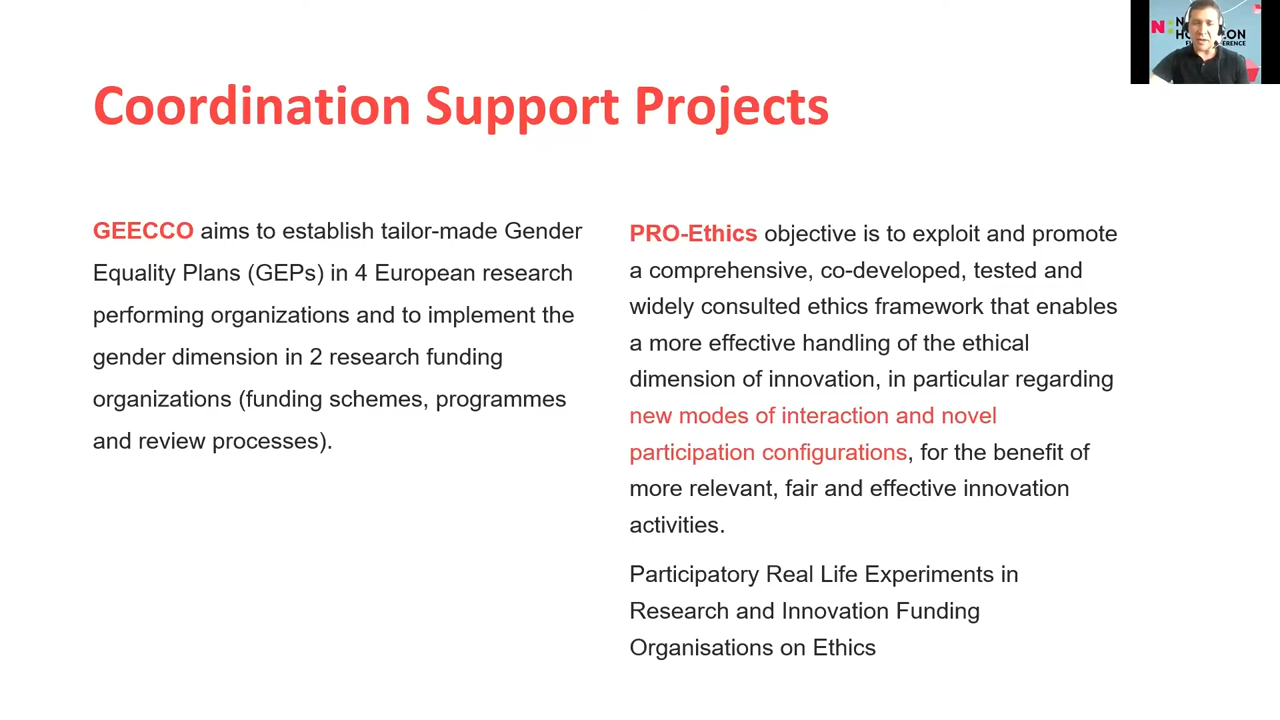 Coordination Support Projects
GEECCO aims to establish tailor-made Gender
Equality Plans (GEPs) in 4 European research
performing organizations and to implement the
gender dimension in 2 research funding
organizations (funding schemes, programmes
and review processes).
PRO-Ethics objective is to exploit and promote
a comprehensive, co-developed, tested and
widely consulted ethics framework that enables
a more effective handling of the ethical
dimension of innovation, in particular regarding
new modes of interaction and novel
participation configurations, for the benefit of
more relevant, fair and effective innovation
activities.
Participatory Real Life Experiments in
Research and Innovation Funding
Organisations on Ethics